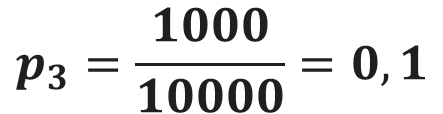 p₃ = 1000/10000 = 0,1